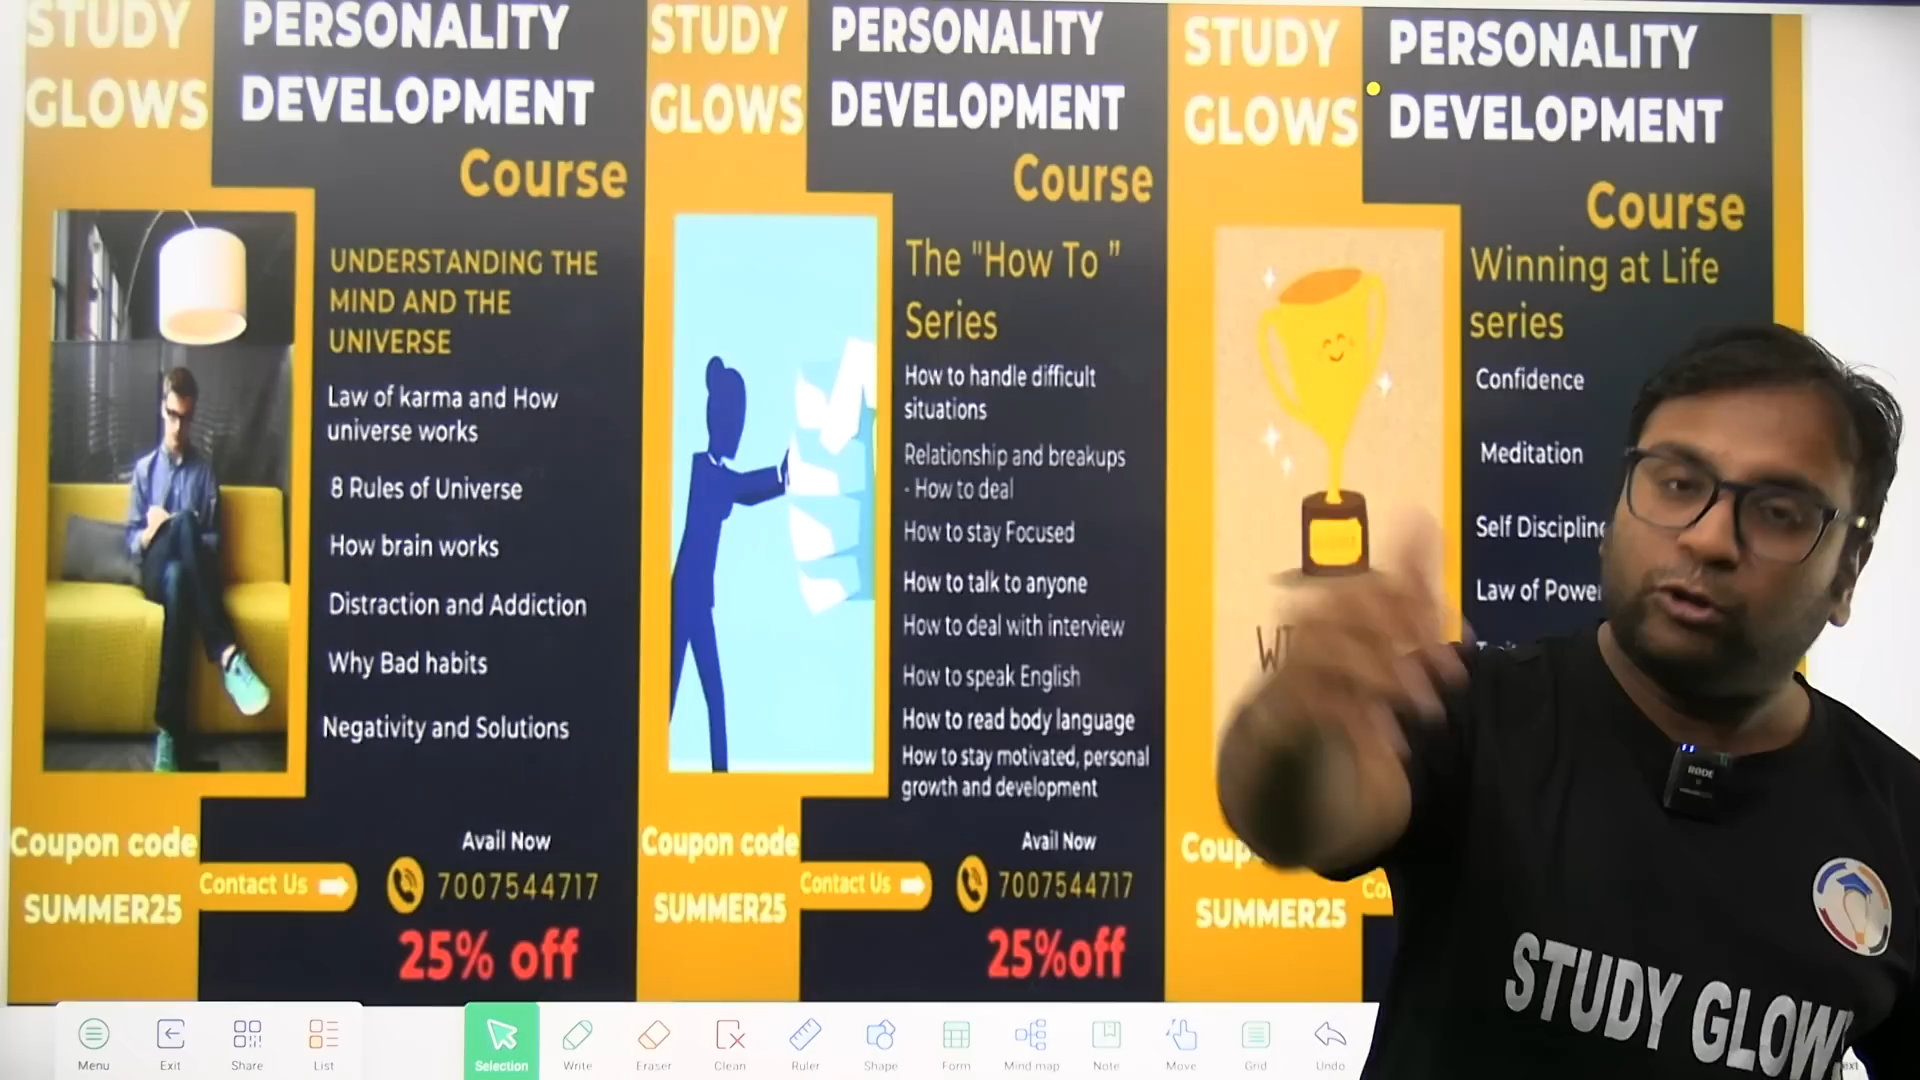 STUDY
GLOWS
PERSONALITY
DEVELOPMENT
Course
UNDERSTANDING THE
MIND AND THE
UNIVERSE
Law of karma and How
universe works
8 Rules of Universe
How brain works
Distraction and Addiction
Why Bad habits
Negativity and Solutions
Coupon code
SUMMER25
Contact Us
Avail Now
7007544717
25% off
STUDY
GLOWS
PERSONALITY
DEVELOPMENT
Course
The "How To "
Series
How to handle difficult
situations
Relationship and breakups
- How to deal
How to stay Focused
How to talk to anyone
How to deal with interview
How to speak English
How to read body language
How to stay motivated, personal
growth and development
Coupon code
SUMMER25
Contact Us
Avail Now
7007544717
25%off
STUDY
GLOWS
PERSONALITY
DEVELOPMENT
Course
Winning at Life
series
Confidence
Meditation
Self Discipline
Law of Power
SUMMER25
RØDE
STUDY GLOWS
Menu
Exit
Share
List
Selection
Write
Eraser
Clean
Ruler
Shape
Form
Mind map
Note
Move
Grid
Undo